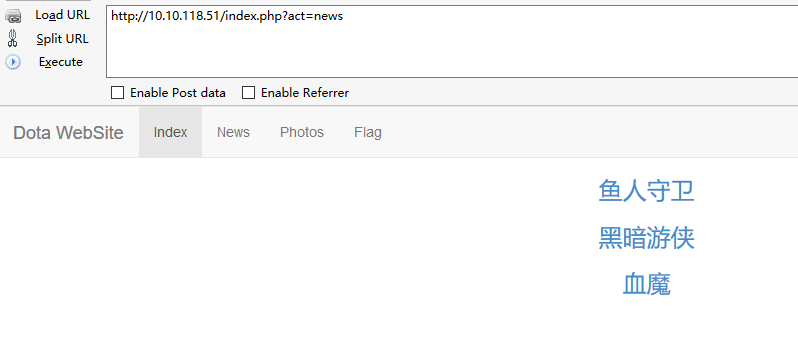 Load URL
http://10.10.118.51/index.php?act=news
Split URL
Execute
Enable Post data Enable Referrer
Dota WebSite Index News Photos Flag
鱼人守卫
黑暗游侠
血魔